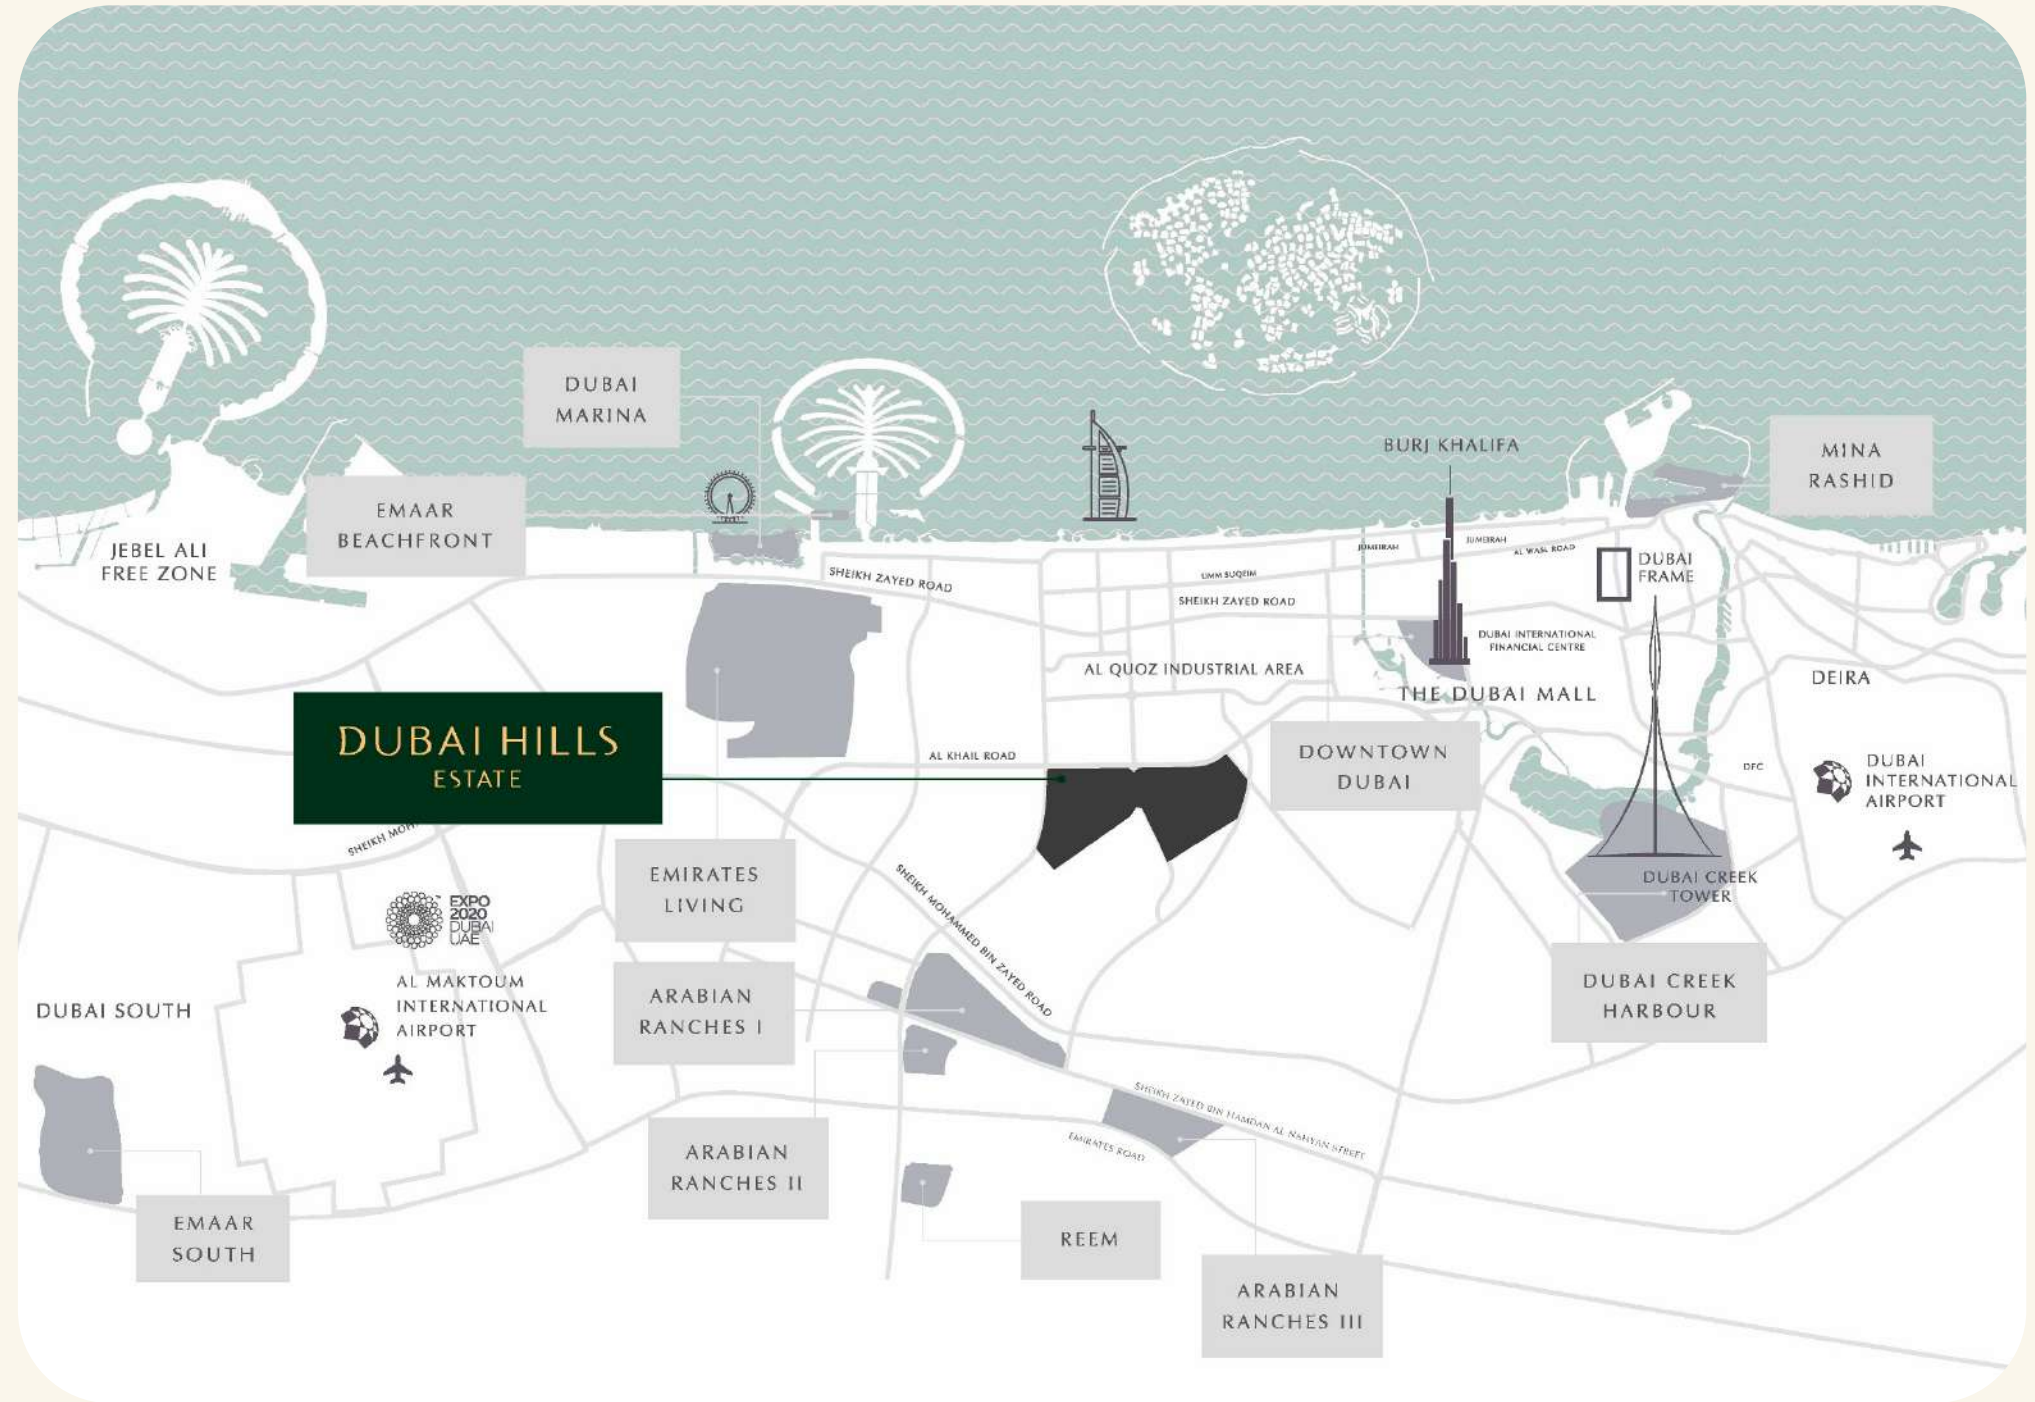 DUBAI
MARINA
BURJ KHALIFA
MINA
RASHID
EMAAR
BEACHFRONT
JEBEL ALI
FREE ZONE
JUMEIRAH
JUMEIRAH
AL WASL ROAD
DUBAI
FRAME
SHEIKH ZAYED ROAD
UMM SUQEIM
SHEIKH ZAYED ROAD
DUBAI INTERNATIONAL
FINANCIAL CENTRE
AL QUOZ INDUSTRIAL AREA
THE DUBAI MALL
DEIRA
DUBAI HILLS
ESTATE
AL KHAIL ROAD
DOWNTOWN
DUBAI
DFC
DUBAI
INTERNATIONAL
AIRPORT
SHEIKH MOH
EMIRATES
LIVING
SHEIKH MOHAMMED BIN ZAYED ROAD
DUBAI CREEK
TOWER
EXPO
2020
DUBAI
UAE
AL MAKTOUM
INTERNATIONAL
AIRPORT
DUBAI SOUTH
ARABIAN
RANCHES I
DUBAI CREEK
HARBOUR
SHEIKH ZAYED BIN HAMDAN AL NAHYAN STREET
EMIRATES ROAD
ARABIAN
RANCHES II
EMAAR
SOUTH
REEM
ARABIAN
RANCHES III